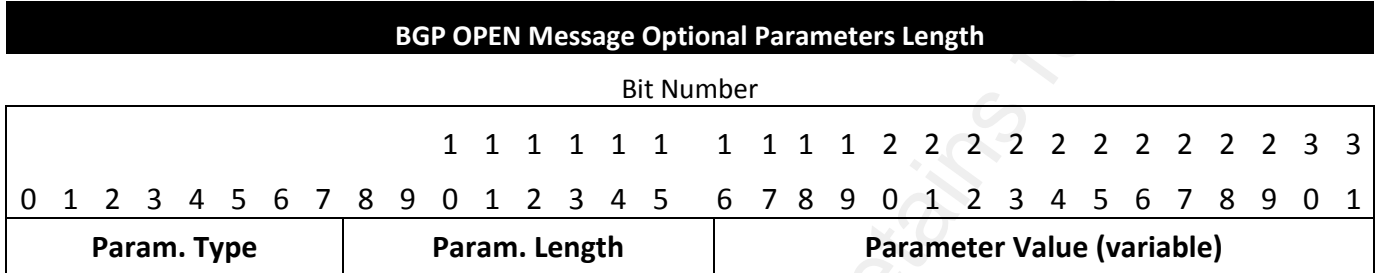 BGP OPEN Message Optional Parameters Length
Bit Number
1 1 1 1 1 1 1 1 1 1 2 2 2 2 2 2 2 2 2 2 3 3
0 1 2 3 4 5 6 7 8 9 0 1 2 3 4 5 6 7 8 9 0 1 2 3 4 5 6 7 8 9 0 1
Param. Type Param. Length Parameter Value (variable)
tains